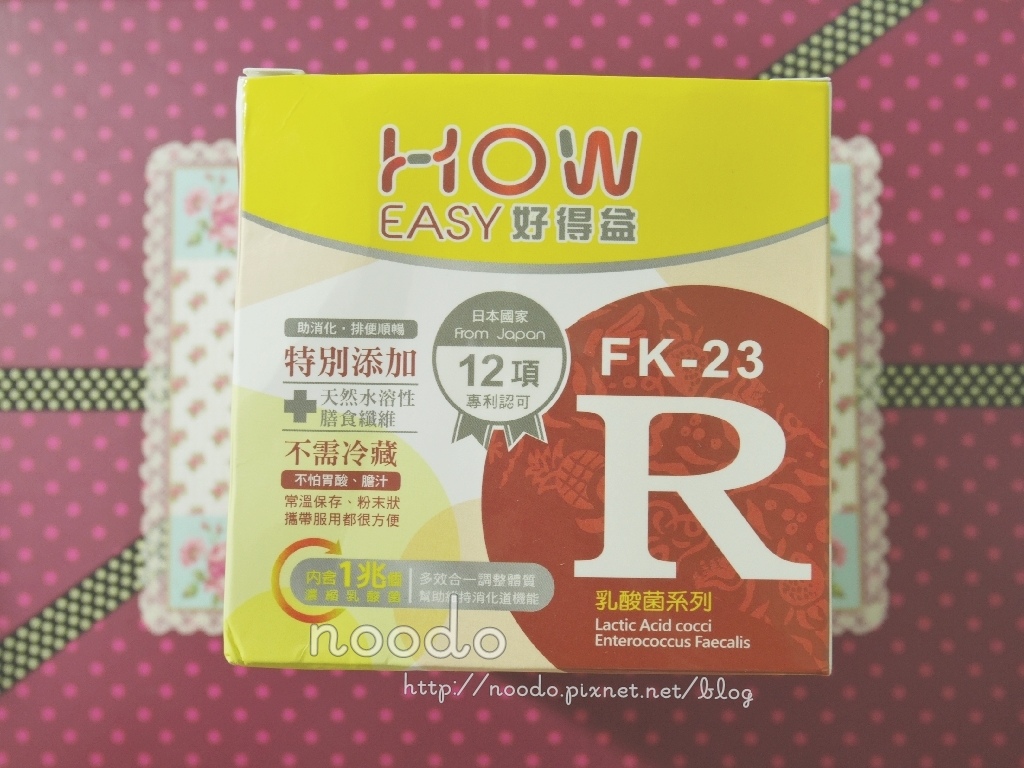 HOW
EASY 好得益
日本國家
From Japan
12項
專利認可
助消化·排便順暢
特別添加
天然水溶性
膳食纖維
不需冷藏
不怕胃酸、膽汁
常溫保存、粉末狀
攜帶服用都很方便
內含1兆個
濃縮乳酸菌
多效合一調整體質
幫助維持消化道機能
FK-23
R
乳酸菌系列
Lactic Acid cocci
Enterococcus Faecalis
noodo
http://noodo.pixnet.net/blog